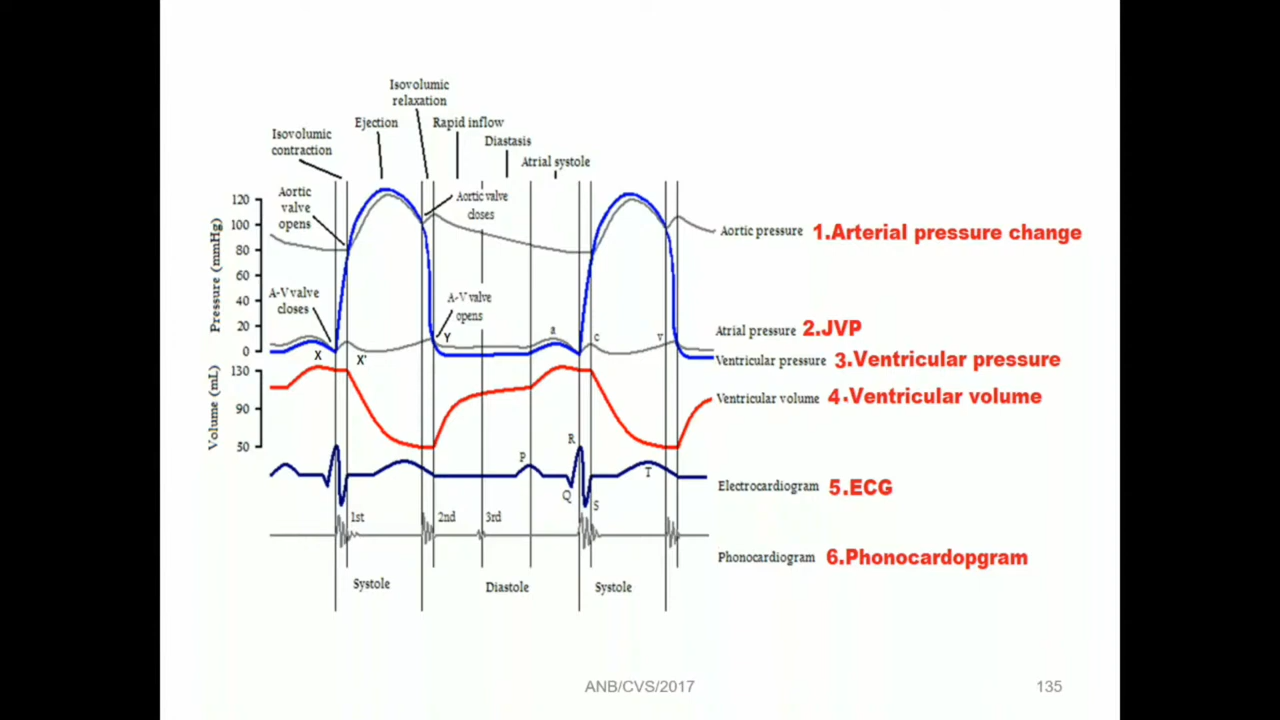 Isovolumic
relaxation
Ejection
Rapid inflow
Isovolumic
contraction
Diastasis
Atrial systole
Aortic
valve
opens
Aortic valve
closes
Pressure (mmHg)
120
100
80
60
40
20
0
Aortic pressure 1.Arterial pressure change
A-V valve
closes
A-V valve
opens
X
X'
Y
a
c
v
Atrial pressure 2.JVP
Ventricular pressure 3.Ventricular pressure
Volume (mL)
130
90
50
Ventricular volume 4.Ventricular volume
P
R
Q
S
T
Electrocardiogram 5.ECG
1st
2nd
3rd
Phonocardiogram 6.Phonocardopgram
Systole
Diastole
Systole
ANB/CVS/2017
135